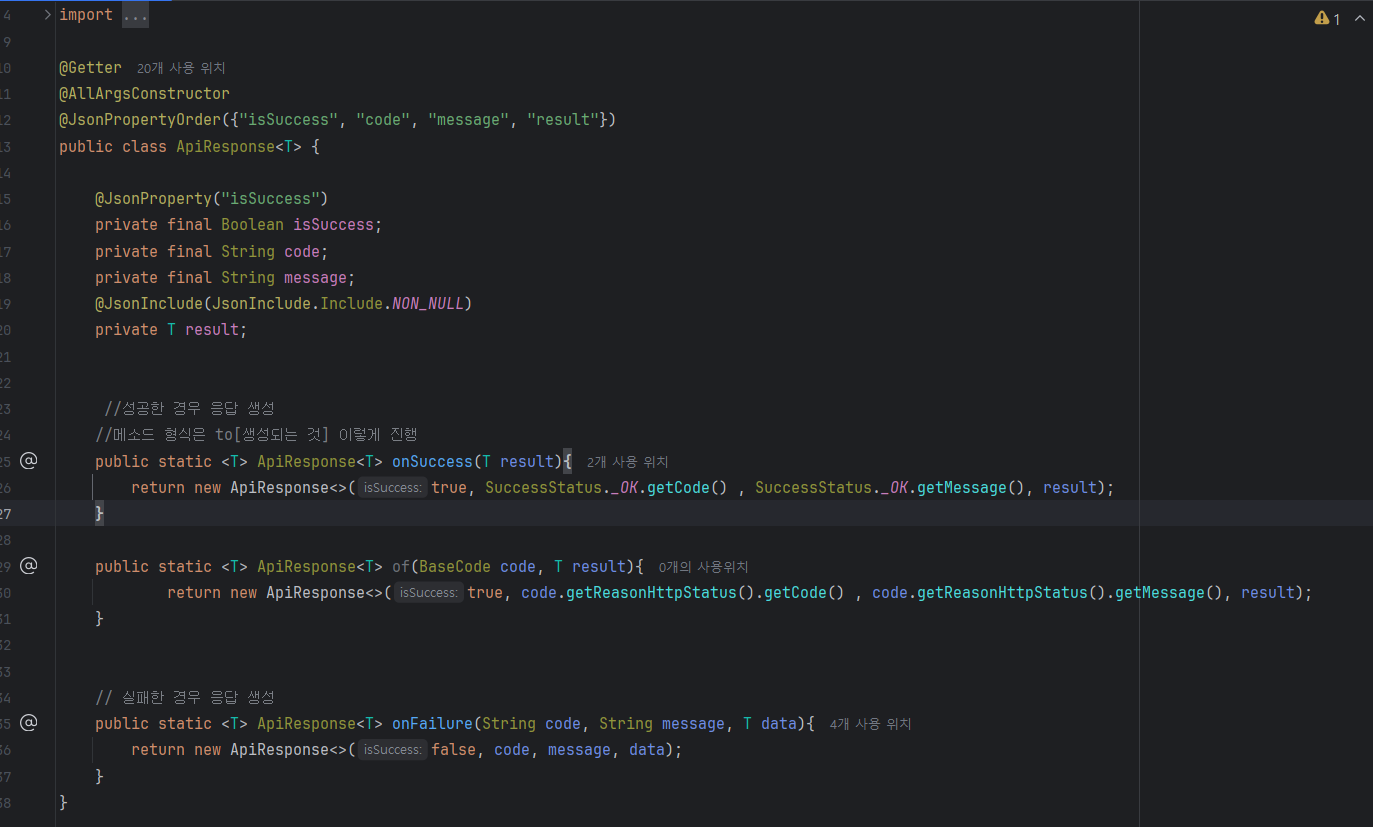 4 import ...
9
10 @Getter 20개 사용 위치
11 @AllArgsConstructor
12 @JsonPropertyOrder({"isSuccess", "code", "message", "result"})
13 public class ApiResponse<T> {
14
15 @JsonProperty("isSuccess")
16 private final Boolean isSuccess;
17 private final String code;
18 private final String message;
19 @JsonInclude(JsonInclude.Include.NON_NULL)
20 private T result;
21
22
23 //성공한 경우 응답 생성
24 //메소드 형식은 to[생성되는 것] 이렇게 진행
25 @ public static <T> ApiResponse<T> onSuccess(T result){ 2개 사용 위치
26 return new ApiResponse<>( isSuccess: true, SuccessStatus._OK.getCode() , SuccessStatus._OK.getMessage(), result);
27 }
28
29 @ public static <T> ApiResponse<T> of(BaseCode code, T result){ 0개의 사용위치
30 return new ApiResponse<>( isSuccess: true, code.getReasonHttpStatus().getCode() , code.getReasonHttpStatus().getMessage(), result);
31 }
32
33
34 // 실패한 경우 응답 생성
35 @ public static <T> ApiResponse<T> onFailure(String code, String message, T data){ 4개 사용 위치
36 return new ApiResponse<>( isSuccess: false, code, message, data);
37 }
38 }
1